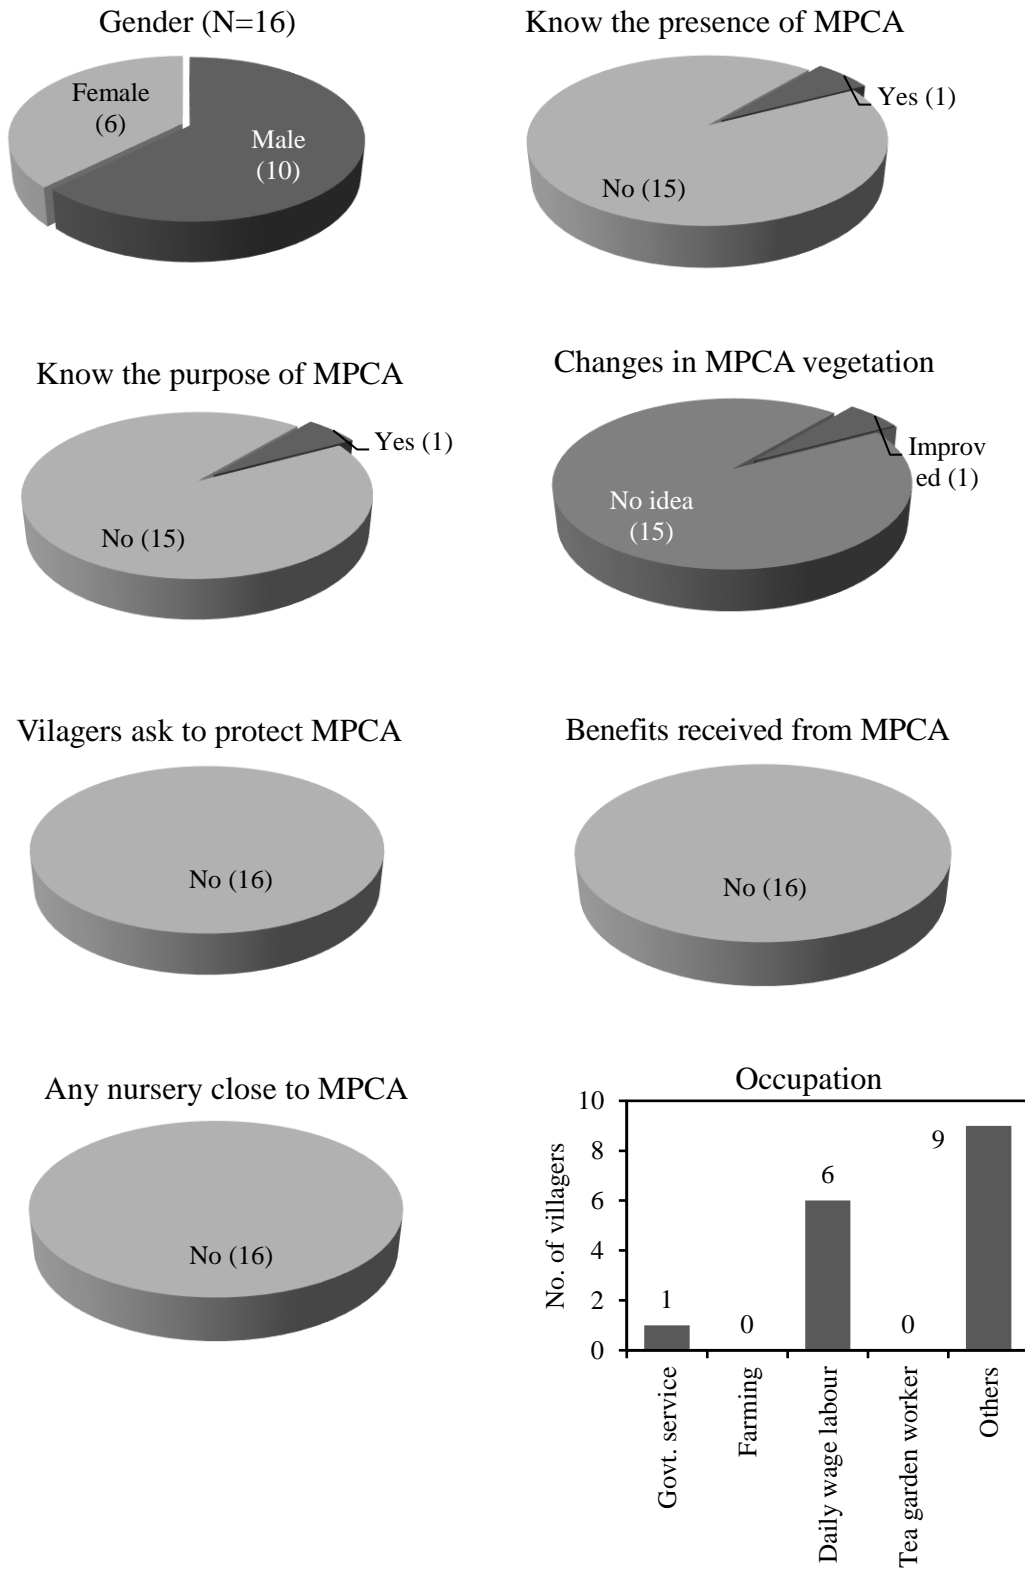 Gender (N=16)
Female
(6)
Male
(10)
Know the presence of MPCA
Yes (1)
No (15)
Know the purpose of MPCA
Yes (1)
No (15)
Changes in MPCA vegetation
Improv
ed (1)
No idea
(15)
Vilagers ask to protect MPCA
No (16)
Benefits received from MPCA
No (16)
Any nursery close to MPCA
No (16)
Occupation
No. of villagers
10
8
6
4
2
0
1
0
6
0
9
Govt. service
Farming
Daily wage labour
Tea garden worker
Others